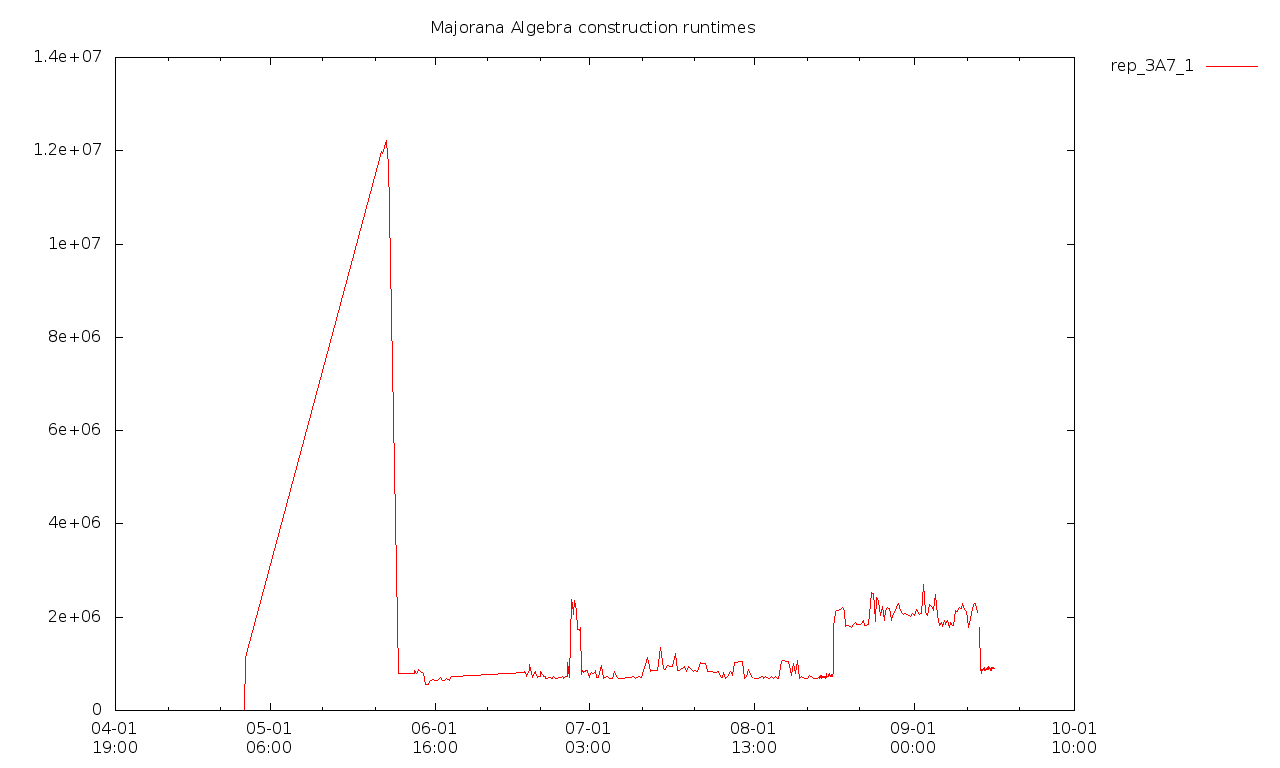 Majorana Algebra construction runtimes
rep_3A7_1
1.4e+07
1.2e+07
1e+07
8e+06
6e+06
4e+06
2e+06
0
04-01 05-01 06-01 07-01 08-01 09-01 10-01
19:00 06:00 16:00 03:00 13:00 00:00 10:00